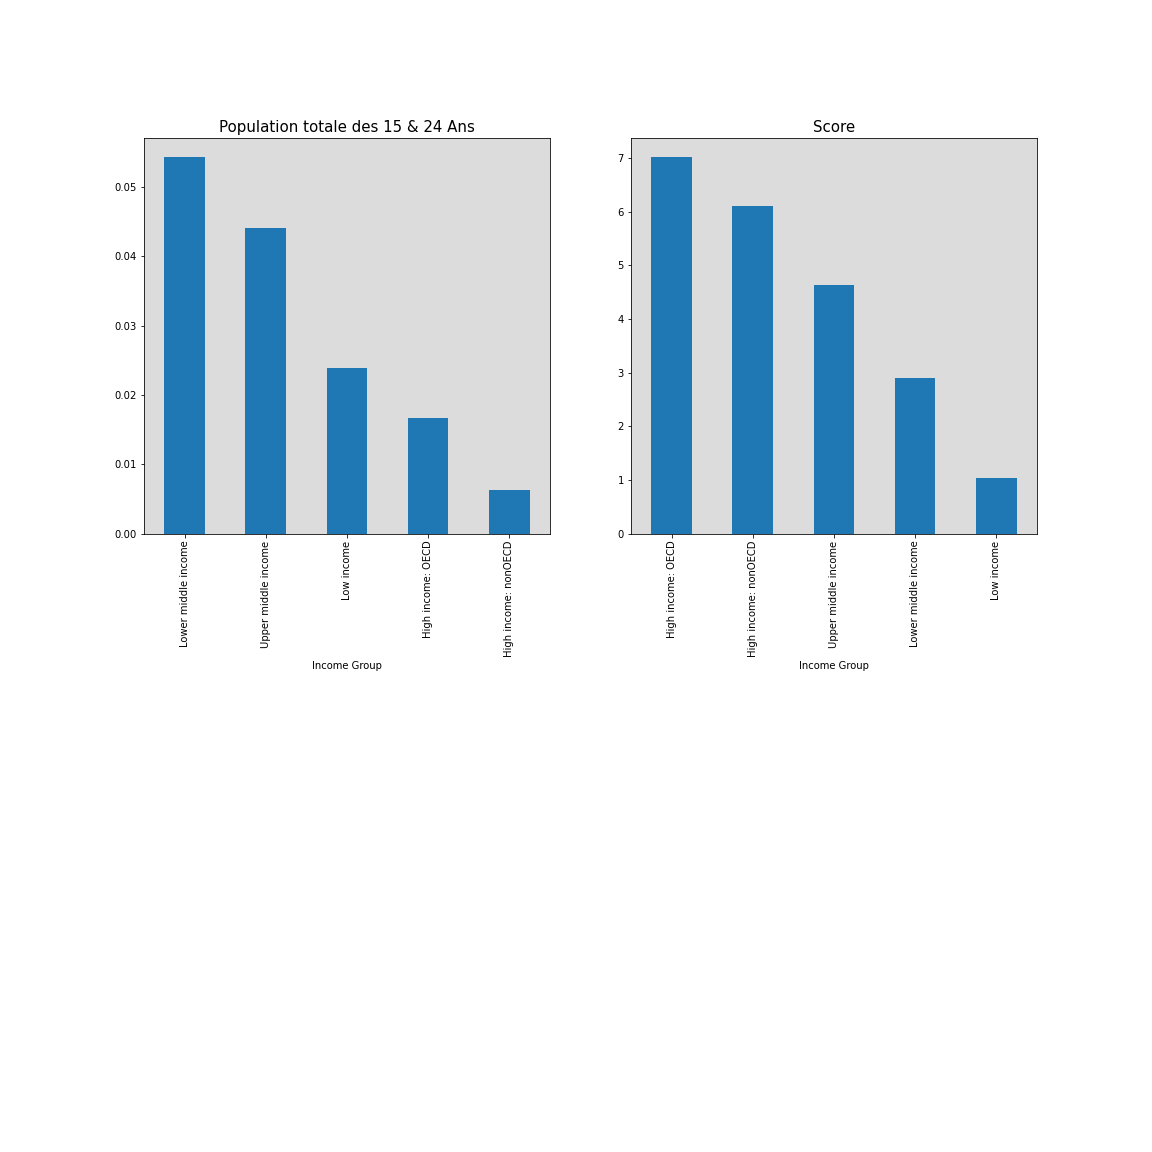 Population totale des 15 & 24 Ans
0.05
0.04
0.03
0.02
0.01
0.00
Lower middle income
Upper middle income
Low income
High income: OECD
High income: nonOECD
Income Group
Score
7
6
5
4
3
2
1
0
High income: OECD
High income: nonOECD
Upper middle income
Lower middle income
Low income
Income Group